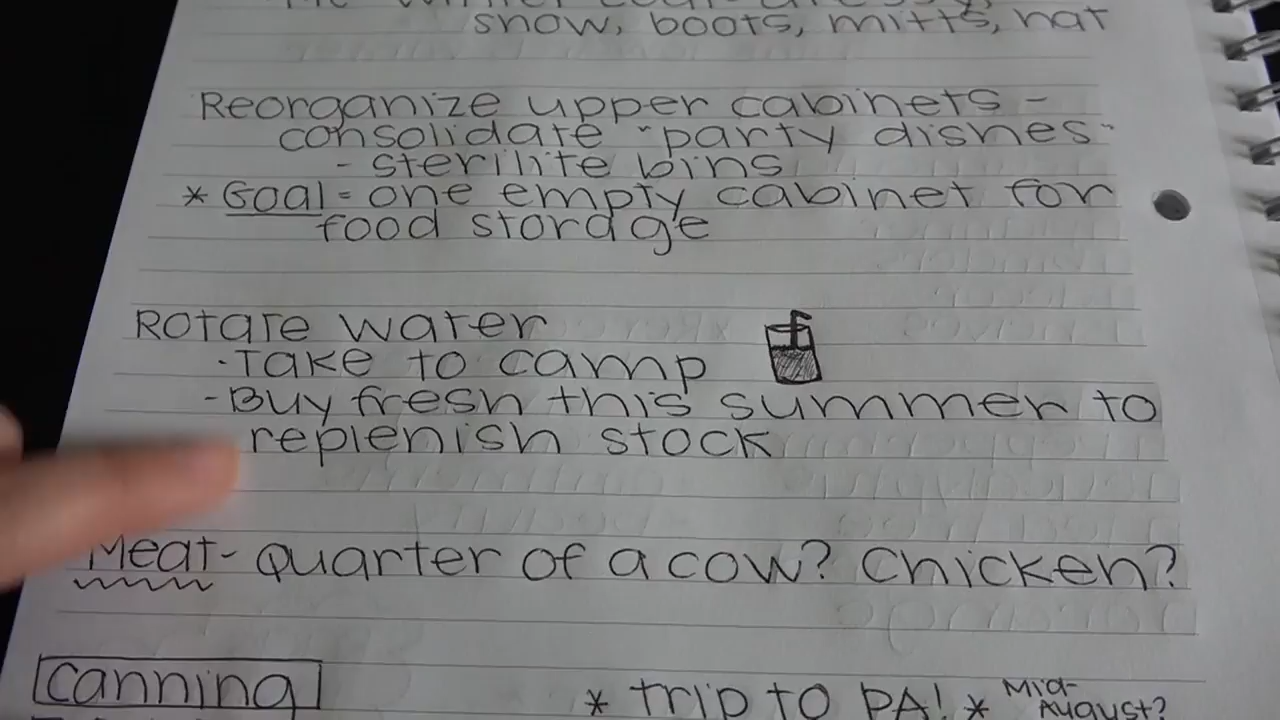 snow, boots, mitts, hat
Reorganize upper cabinets -
consolidate "party dishes"
- sterilite bins
* Goal = one empty cabinet for
food storage
Rotate water
- Take to camp
- Buy fresh this summer to
replenish stock
Meat - quarter of a cow? Chicken?
Canning
* Trip to PA! * Mid-
August?